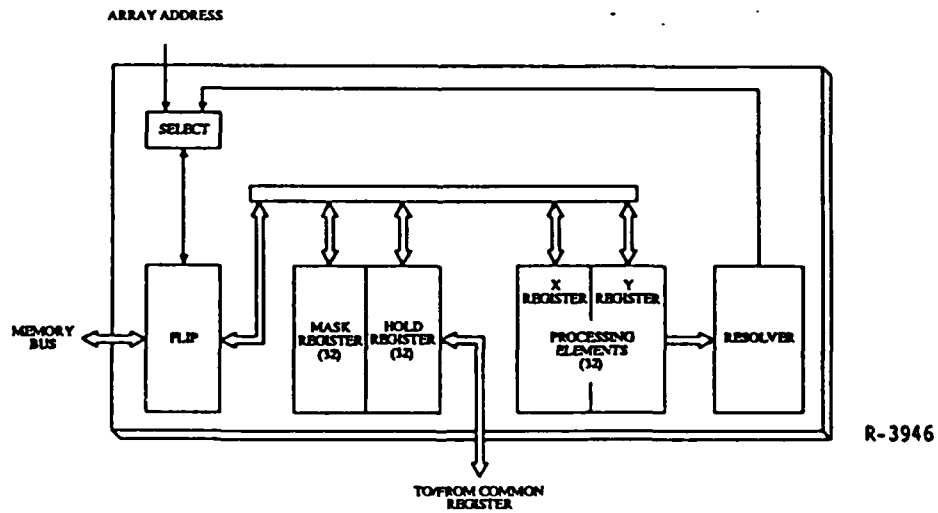 ARRAY ADDRESS
SELECT
MEMORY
BUS
FLIP
MASK
REGISTER
(32)
HOLD
REGISTER
(32)
X
REGISTER
Y
REGISTER
PROCESSING
ELEMENTS
(32)
RESOLVER
R-3946
TO/FROM COMMON
REGISTER